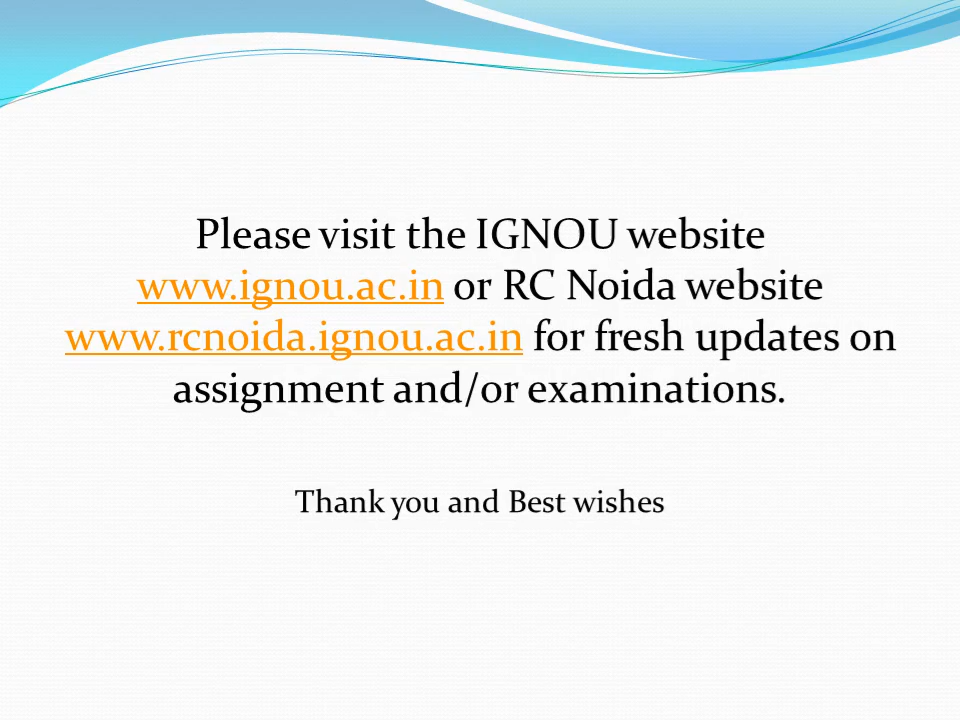 Please visit the IGNOU website
www.ignou.ac.in or RC Noida website
www.rcnoida.ignou.ac.in for fresh updates on
assignment and/or examinations.
Thank you and Best wishes